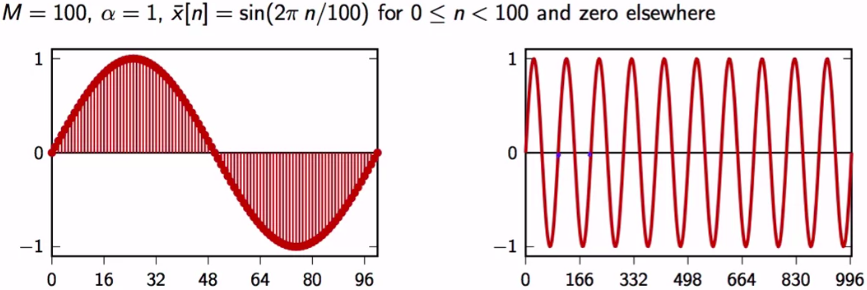 M = 100, α = 1, x̄[n] = sin(2π n/100) for 0 ≤ n < 100 and zero elsewhere
1
0
−1
0 16 32 48 64 80 96
1
0
−1
0 166 332 498 664 830 996